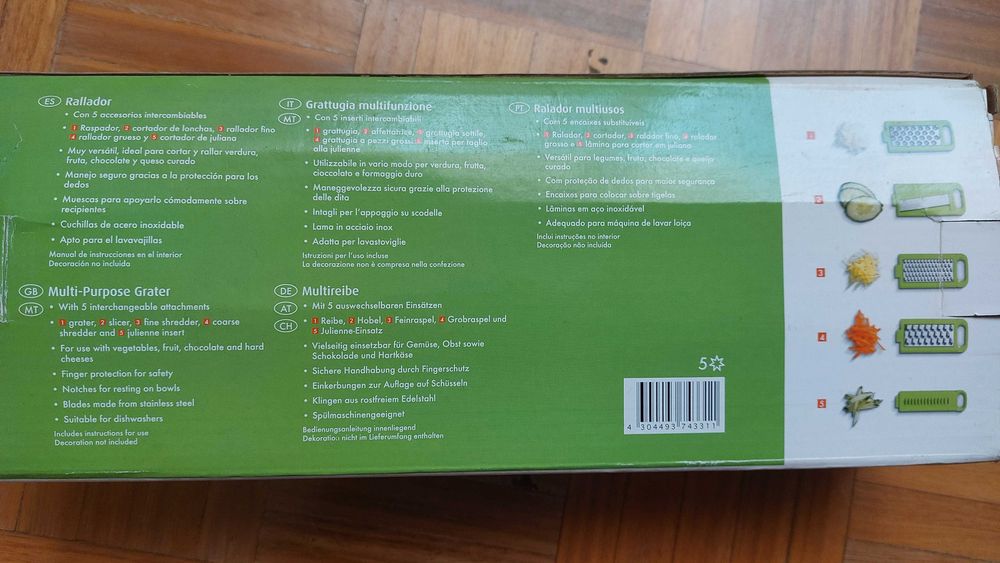 ES Rallador
• Con 5 accesorios intercambiables
• 1 Raspador, 2 cortador de lonchas, 3 rallador fino
4 rallador grueso y 5 cortador de juliana
• Muy versátil, ideal para cortar y rallar verdura,
fruta, chocolate y queso curado
• Manejo seguro gracias a la protección para los
dedos
• Muescas para apoyarlo cómodamente sobre
recipientes
• Cuchillas de acero inoxidable
• Apto para el lavavajillas
Manual de instrucciones en el interior
Decoración no incluida
IT MT Grattugia multifunzione
• Con 5 inserti intercambiabili
• 1 grattugia, 2 affettatrice, 3 grattugia sottile,
4 grattugia a pezzi grossi, 5 inserto per taglio
alla julienne
• Utilizzabile in vario modo per verdura, frutta,
cioccolato e formaggio duro
• Maneggevolezza sicura grazie alla protezione
delle dita
• Intagli per l'appoggio su scodelle
• Lama in acciaio inox
• Adatta per lavastoviglie
Istruzioni per l'uso incluse
La decorazione non è compresa nella confezione
PT Ralador multiusos
• Com 5 encaixes substituíveis
• 1 Ralador, 2 cortador, 3 ralador fino, 4 ralador
grosso e 5 lâmina para cortar em juliana
• Versátil para legumes, fruta, chocolate e queijo
curado
• Com proteção de dedos para maior segurança
• Encaixes para colocar sobre tigelas
• Lâminas em aço inoxidável
• Adequado para máquina de lavar loiça
Inclui instruções no interior
Decoração não incluída
GB MT Multi-Purpose Grater
• With 5 interchangeable attachments
• 1 grater, 2 slicer, 3 fine shredder, 4 coarse
shredder and 5 julienne insert
• For use with vegetables, fruit, chocolate and hard
cheeses
• Finger protection for safety
• Notches for resting on bowls
• Blades made from stainless steel
• Suitable for dishwashers
Includes instructions for use
Decoration not included
DE AT CH Multireibe
• Mit 5 auswechselbaren Einsätzen
• 1 Reibe, 2 Hobel, 3 Feinraspel, 4 Grobraspel und
5 Julienne-Einsatz
• Vielseitig einsetzbar für Gemüse, Obst sowie
Schokolade und Hartkäse
• Sichere Handhabung durch Fingerschutz
• Einkerbungen zur Auflage auf Schüsseln
• Klingen aus rostfreiem Edelstahl
• Spülmaschinengeeignet
Bedienungsanleitung innenliegend
Dekoration nicht im Lieferumfang enthalten
5
4 304493 743311
1
2
3
4
5